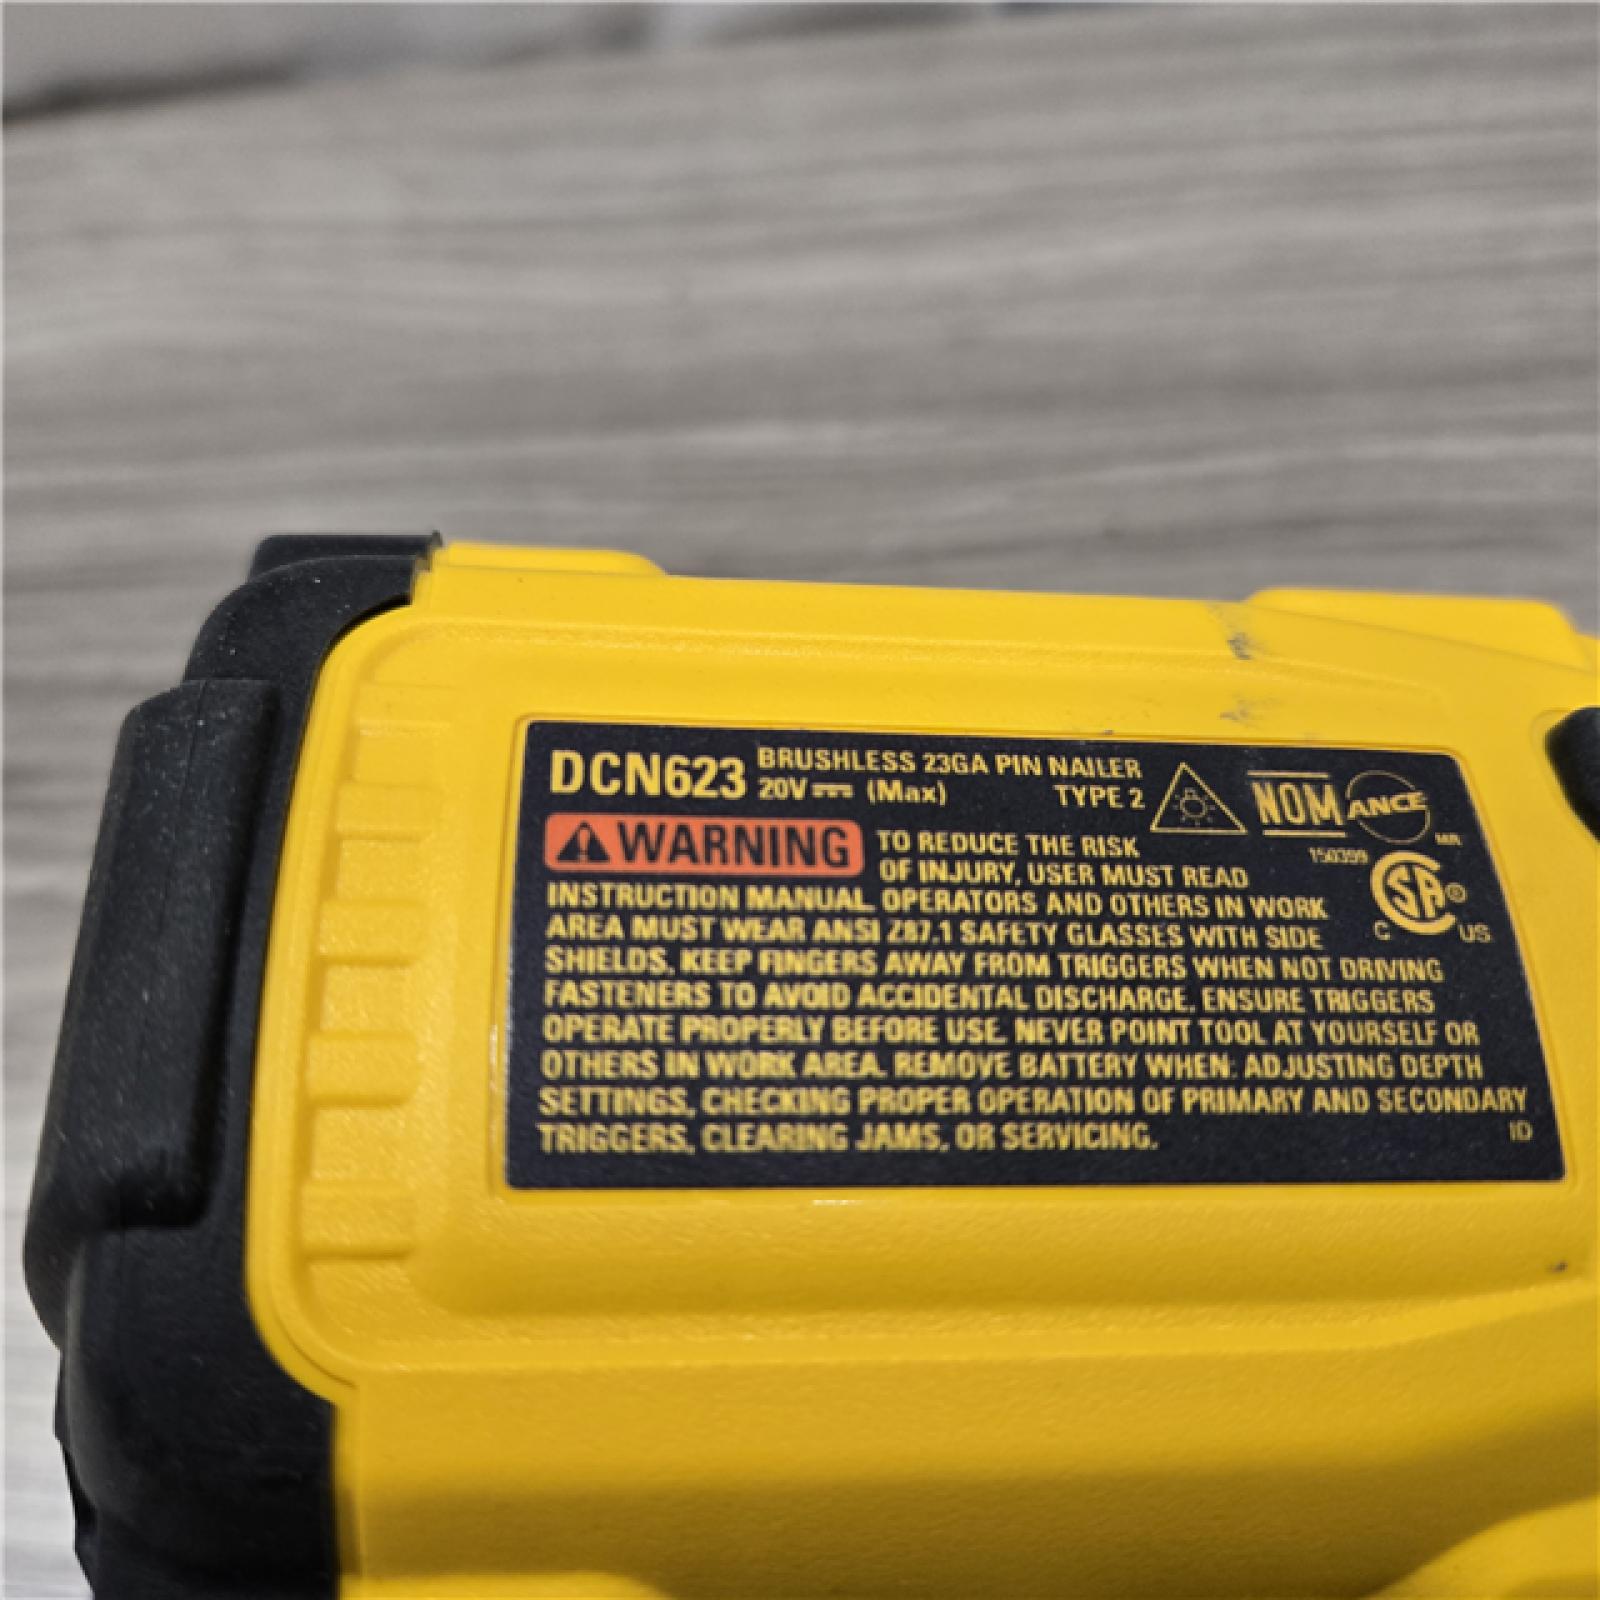 DCN623 BRUSHLESS 23GA PIN NAILER
20V (Max) TYPE 2
NOM ANCE
MR
WARNING TO REDUCE THE RISK
150399
OF INJURY, USER MUST READ
SA
INSTRUCTION MANUAL. OPERATORS AND OTHERS IN WORK
AREA MUST WEAR ANSI Z87.1 SAFETY GLASSES WITH SIDE
C US
SHIELDS. KEEP FINGERS AWAY FROM TRIGGERS WHEN NOT DRIVING
FASTENERS TO AVOID ACCIDENTAL DISCHARGE. ENSURE TRIGGERS
OPERATE PROPERLY BEFORE USE. NEVER POINT TOOL AT YOURSELF OR
OTHERS IN WORK AREA. REMOVE BATTERY WHEN: ADJUSTING DEPTH
SETTINGS, CHECKING PROPER OPERATION OF PRIMARY AND SECONDARY
TRIGGERS, CLEARING JAMS, OR SERVICING.
ID